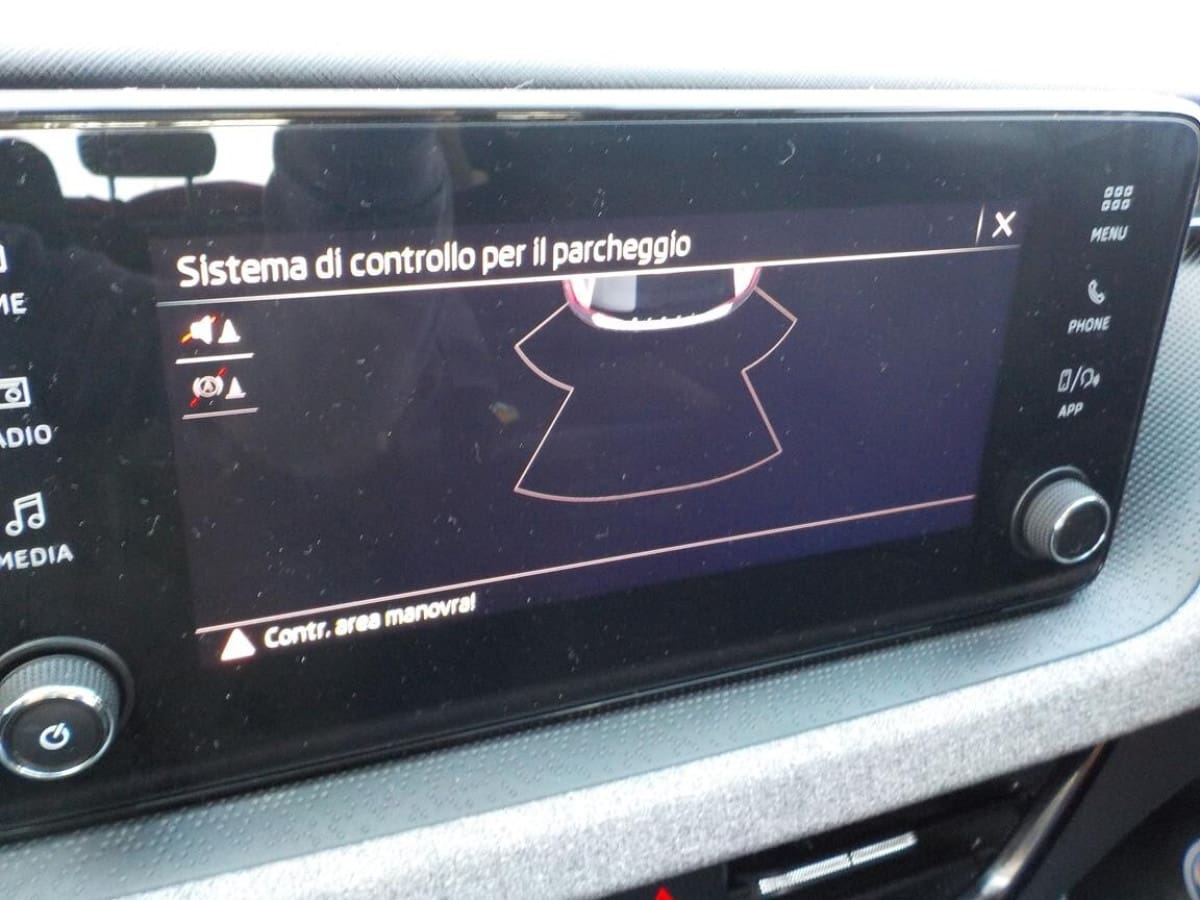 Sistema di controllo per il parcheggio
X
MENU
ME
PHONE
APP
ADIO
MEDIA
Contr. area manovra!